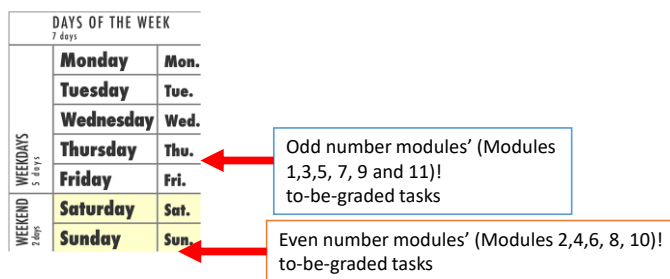 DAYS OF THE WEEK
7 days
WEEKDAYS
5 days
Monday Mon.
Tuesday Tue.
Wednesday Wed.
Thursday Thu.
Friday Fri.
WEEKEND
2 days
Saturday Sat.
Sunday Sun.
Odd number modules’ (Modules
1,3,5, 7, 9 and 11)!
to-be-graded tasks
Even number modules’ (Modules 2,4,6, 8, 10)!
to-be-graded tasks